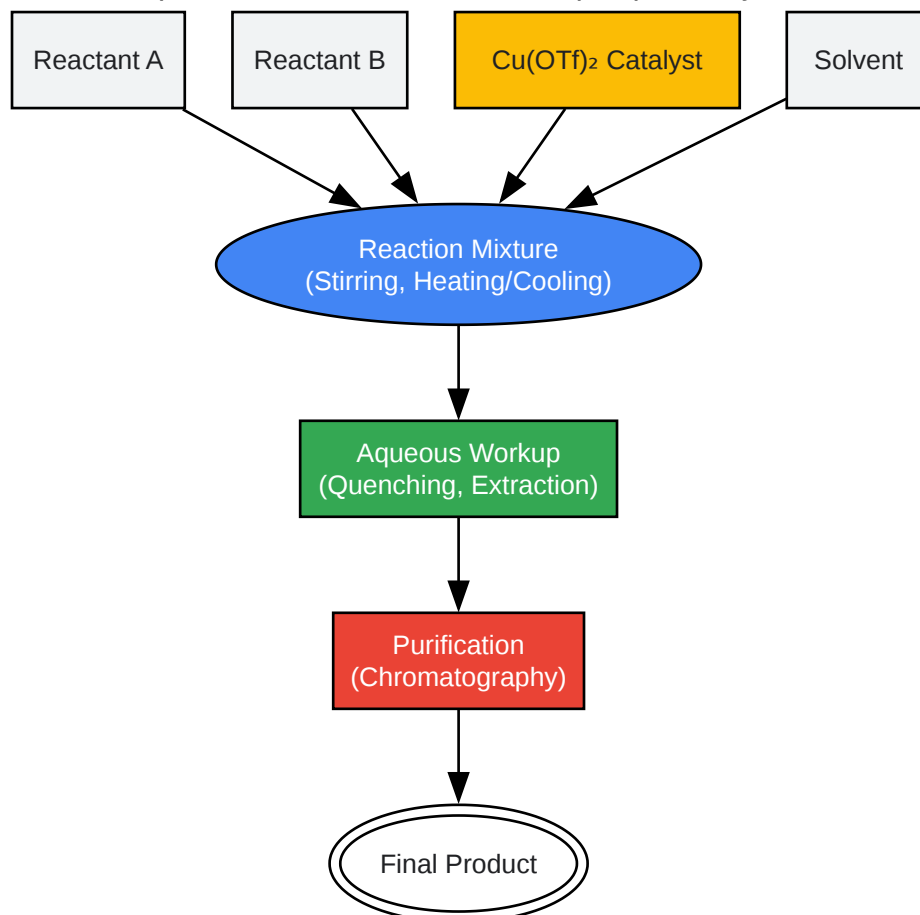 Reactant A
Reactant B
Cu(OTf)₂ Catalyst
Solvent
Reaction Mixture
(Stirring, Heating/Cooling)
Aqueous Workup
(Quenching, Extraction)
Purification
(Chromatography)
Final Product